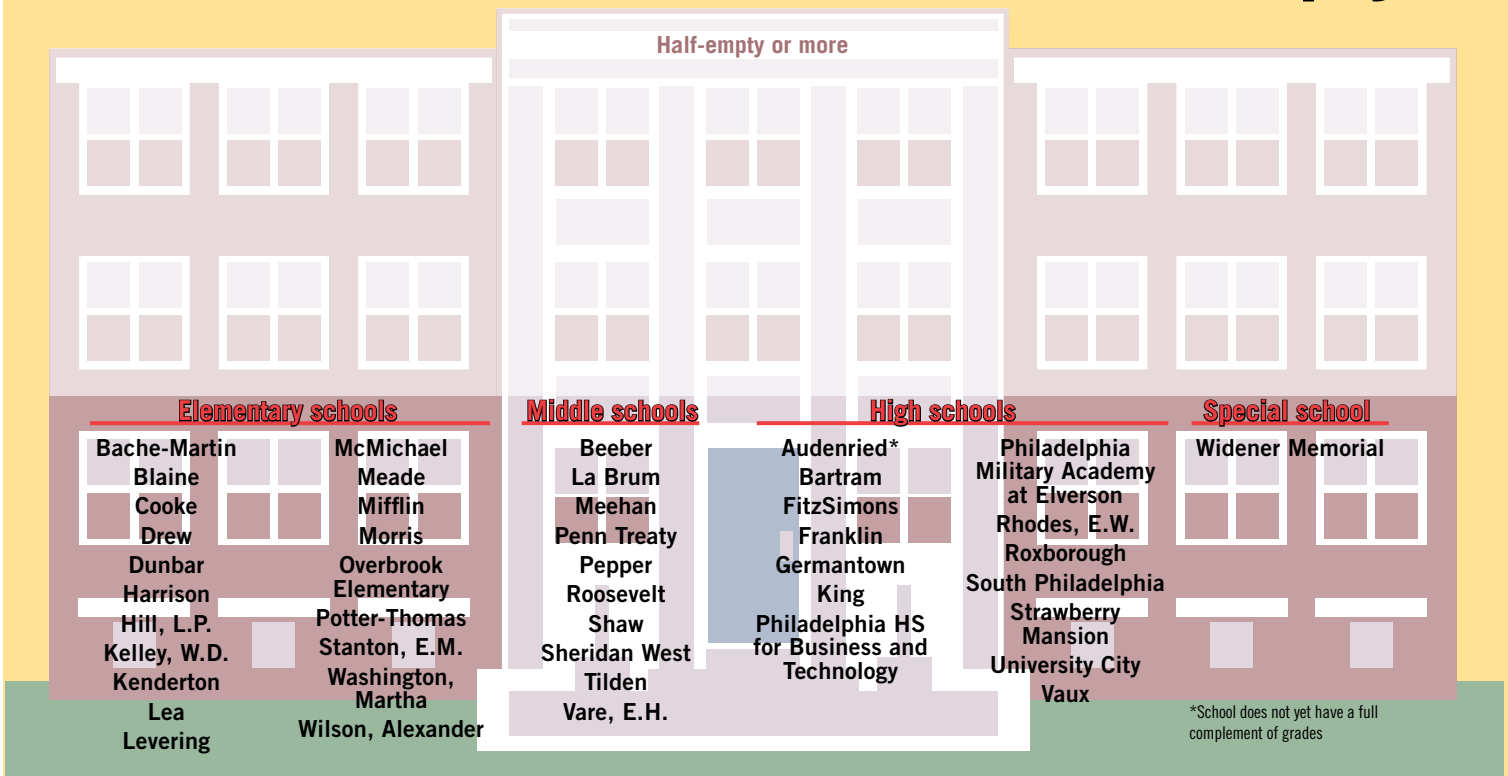 Half-empty or more
Elementary schools
Bache-Martin
Blaine
Cooke
Drew
Dunbar
Harrison
Hill, L.P.
Kelley, W.D.
Kenderton
Lea
Levering
McMichael
Meade
Mifflin
Morris
Overbrook
Elementary
Potter-Thomas
Stanton, E.M.
Washington,
Martha
Wilson, Alexander
Middle schools
Beeber
La Brum
Meehan
Penn Treaty
Pepper
Roosevelt
Shaw
Sheridan West
Tilden
Vare, E.H.
High schools
Audenried*
Bartram
FitzSimons
Franklin
Germantown
King
Philadelphia HS
for Business and
Technology
Philadelphia
Military Academy
at Elverson
Rhodes, E.W.
Roxborough
South Philadelphia
Strawberry
Mansion
University City
Vaux
Special school
Widener Memorial
*School does not yet have a full
complement of grades